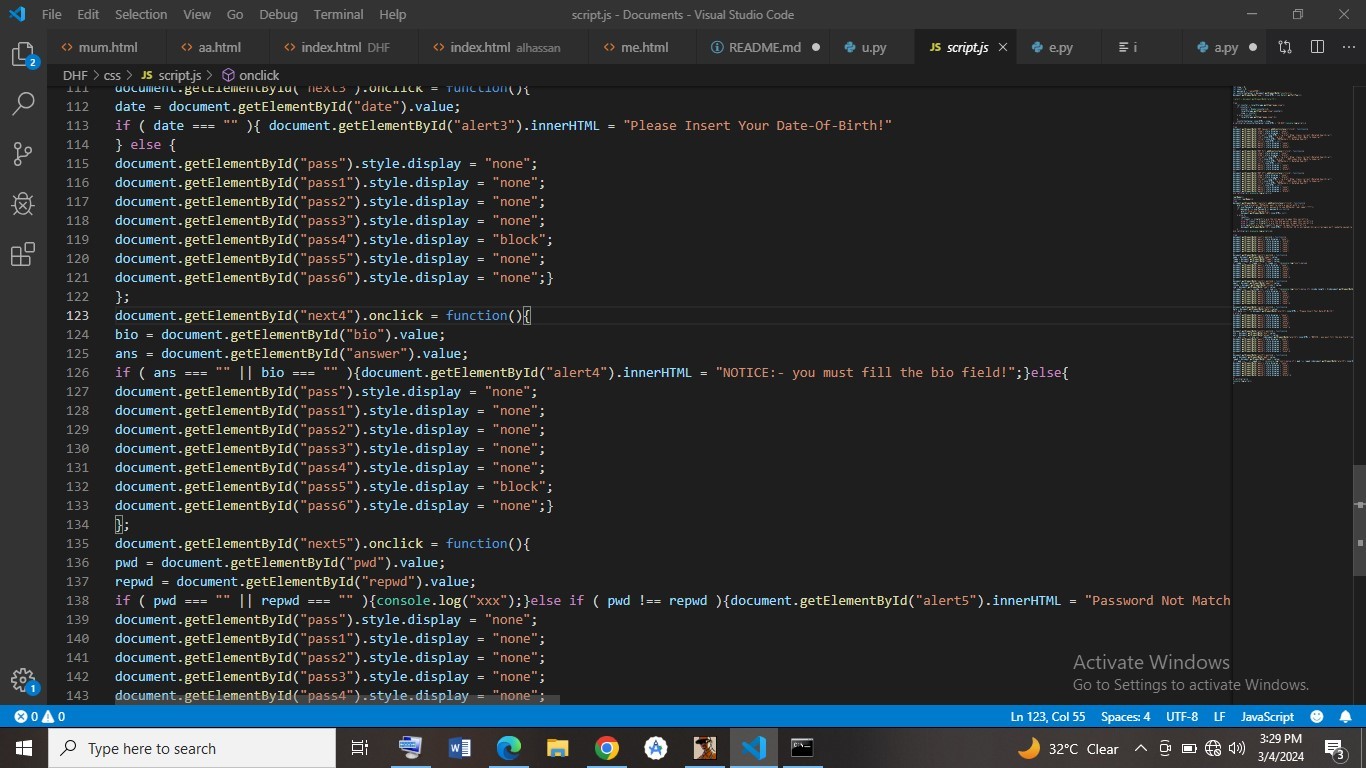 File Edit Selection View Go Debug Terminal Help script.js - Documents - Visual Studio Code
mum.html aa.html index.html DHF index.html alhassan me.html README.md u.py JS script.js e.py i a.py
DHF > css > JS script.js > onclick
2
111 document.getElementById("next3").onclick = function(){
112 date = document.getElementById("date").value;
113 if ( date === "" ){ document.getElementById("alert3").innerHTML = "Please Insert Your Date-Of-Birth!"
114 } else {
115 document.getElementById("pass").style.display = "none";
116 document.getElementById("pass1").style.display = "none";
117 document.getElementById("pass2").style.display = "none";
118 document.getElementById("pass3").style.display = "none";
119 document.getElementById("pass4").style.display = "block";
120 document.getElementById("pass5").style.display = "none";
121 document.getElementById("pass6").style.display = "none";}
122 };
123 document.getElementById("next4").onclick = function(){
124 bio = document.getElementById("bio").value;
125 ans = document.getElementById("answer").value;
126 if ( ans === "" || bio === "" ){document.getElementById("alert4").innerHTML = "NOTICE:- you must fill the bio field!";}else{
127 document.getElementById("pass").style.display = "none";
128 document.getElementById("pass1").style.display = "none";
129 document.getElementById("pass2").style.display = "none";
130 document.getElementById("pass3").style.display = "none";
131 document.getElementById("pass4").style.display = "none";
132 document.getElementById("pass5").style.display = "block";
133 document.getElementById("pass6").style.display = "none";}
134 };
135 document.getElementById("next5").onclick = function(){
136 pwd = document.getElementById("pwd").value;
137 repwd = document.getElementById("repwd").value;
138 if ( pwd === "" || repwd === "" ){console.log("xxx");}else if ( pwd !== repwd ){document.getElementById("alert5").innerHTML = "Password Not Match
139 document.getElementById("pass").style.display = "none";
140 document.getElementById("pass1").style.display = "none";
141 document.getElementById("pass2").style.display = "none";
142 document.getElementById("pass3").style.display = "none";
143 document.getElementById("pass4").style.display = "none";
Activate Windows
Go to Settings to activate Windows.
1
0 0 Ln 123, Col 55 Spaces: 4 UTF-8 LF JavaScript
Type here to search 32°C Clear 3:29 PM
3/4/2024 3